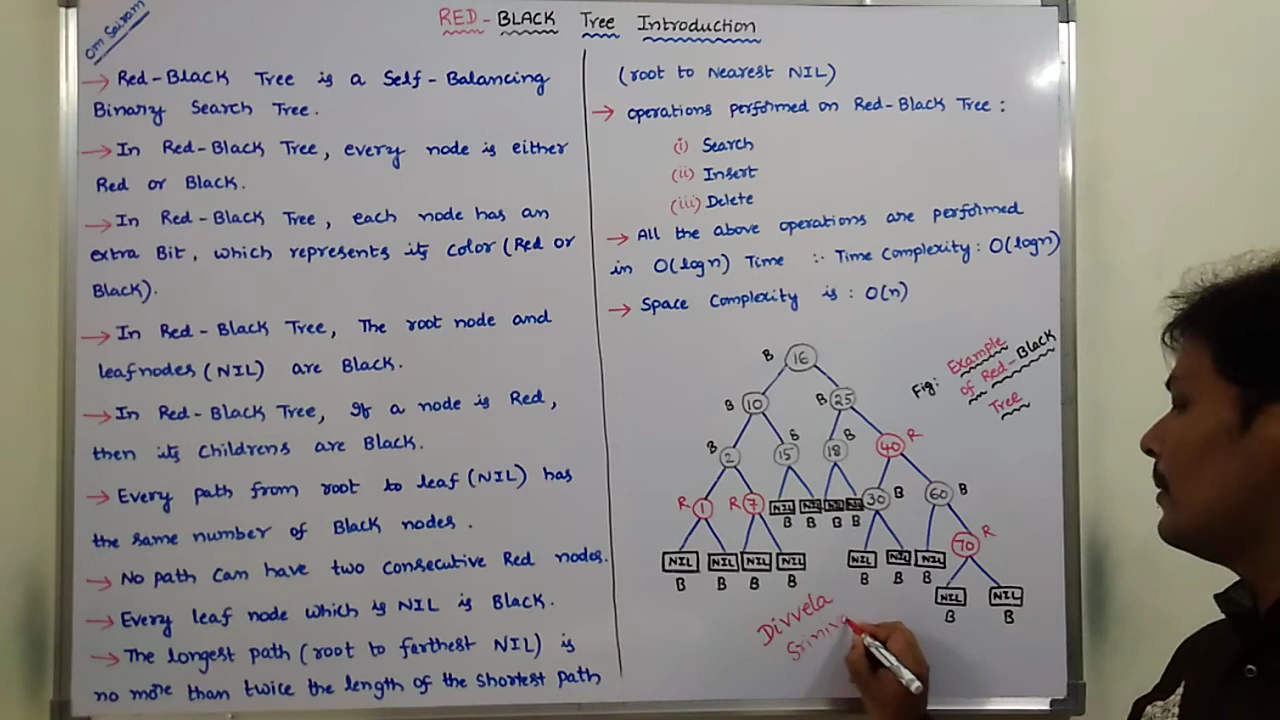 Om Sairam
RED-BLACK Tree Introduction
→ Red-Black Tree is a Self-Balancing
Binary Search Tree.
→ In Red-Black Tree, every node is either
Red or Black.
→ In Red-Black Tree, each node has an
extra Bit, which represents its color (Red or
Black).
→ In Red-Black Tree, The root node and
leafnodes (NIL) are Black.
→ In Red-Black Tree, If a node is Red,
then its Childrens are Black.
→ Every path from root to leaf (NIL) has
the same number of Black nodes.
→ No path Can have two consecutive Red nodes.
→ Every leaf node which is NIL is Black.
→ The longest path (root to farthest NIL) is
no more than twice the length of the shortest path
(root to Nearest NIL)
→ operations performed on Red-Black Tree:
(i) Search
(ii) Insert
(iii) Delete
→ All the above operations are performed
in O(logn) Time ∴ Time Complexity: O(logn)
→ Space Complexity is: O(n)
Fig: Example
of Red-Black
Tree
B 16
B 10 B 25
B 2 15 B 18 B 40 R
R 1 R 7 NIL NIL NIL NIL 30 B 60 B
B B B B
70 R
NIL NIL NIL NIL NIL NIL NIL
B B B B B B B
NIL NIL
B B
Divvela
Sriniva